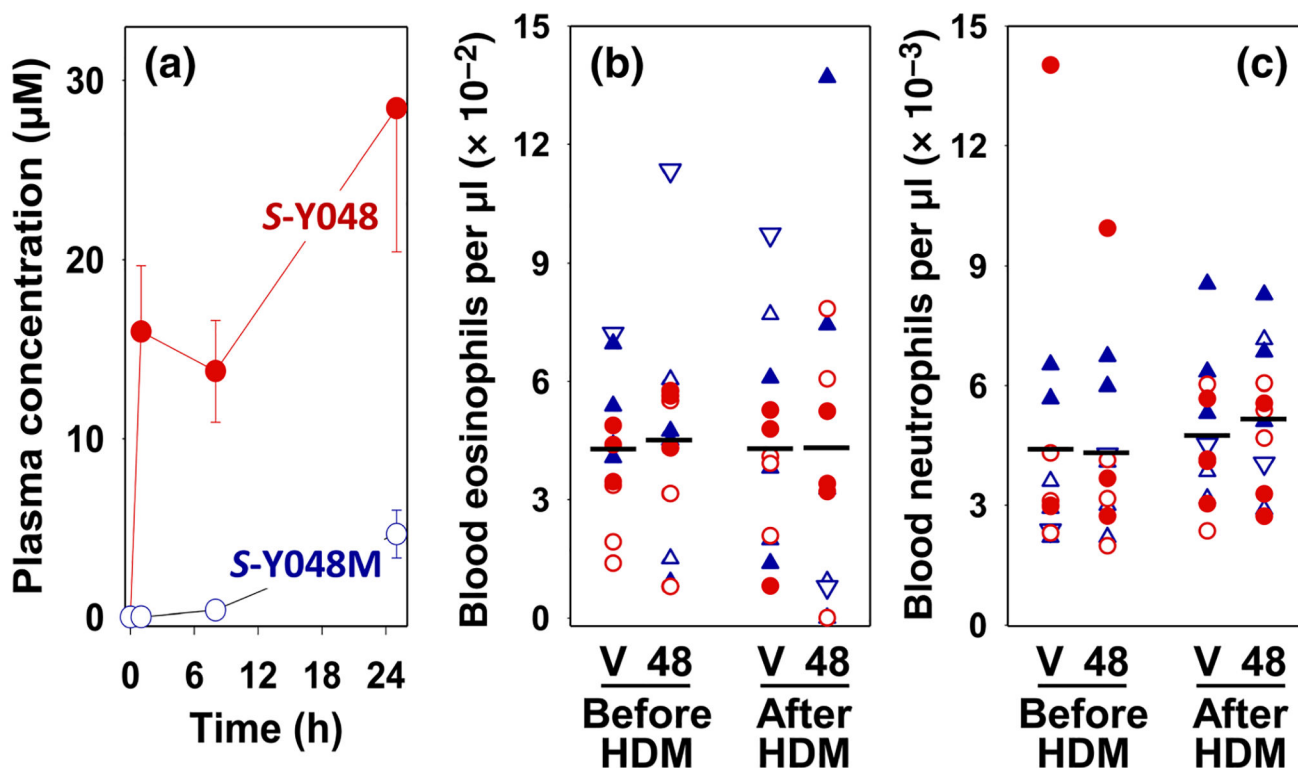 (a)
Plasma concentration (µM)
30
20
10
0
S-Y048
S-Y048M
0 6 12 18 24
Time (h)
(b)
Blood eosinophils per µl (× 10⁻²)
15
12
9
6
3
0
V 48 V 48
Before After
HDM HDM
(c)
Blood neutrophils per µl (× 10⁻³)
15
12
9
6
3
0
V 48 V 48
Before After
HDM HDM